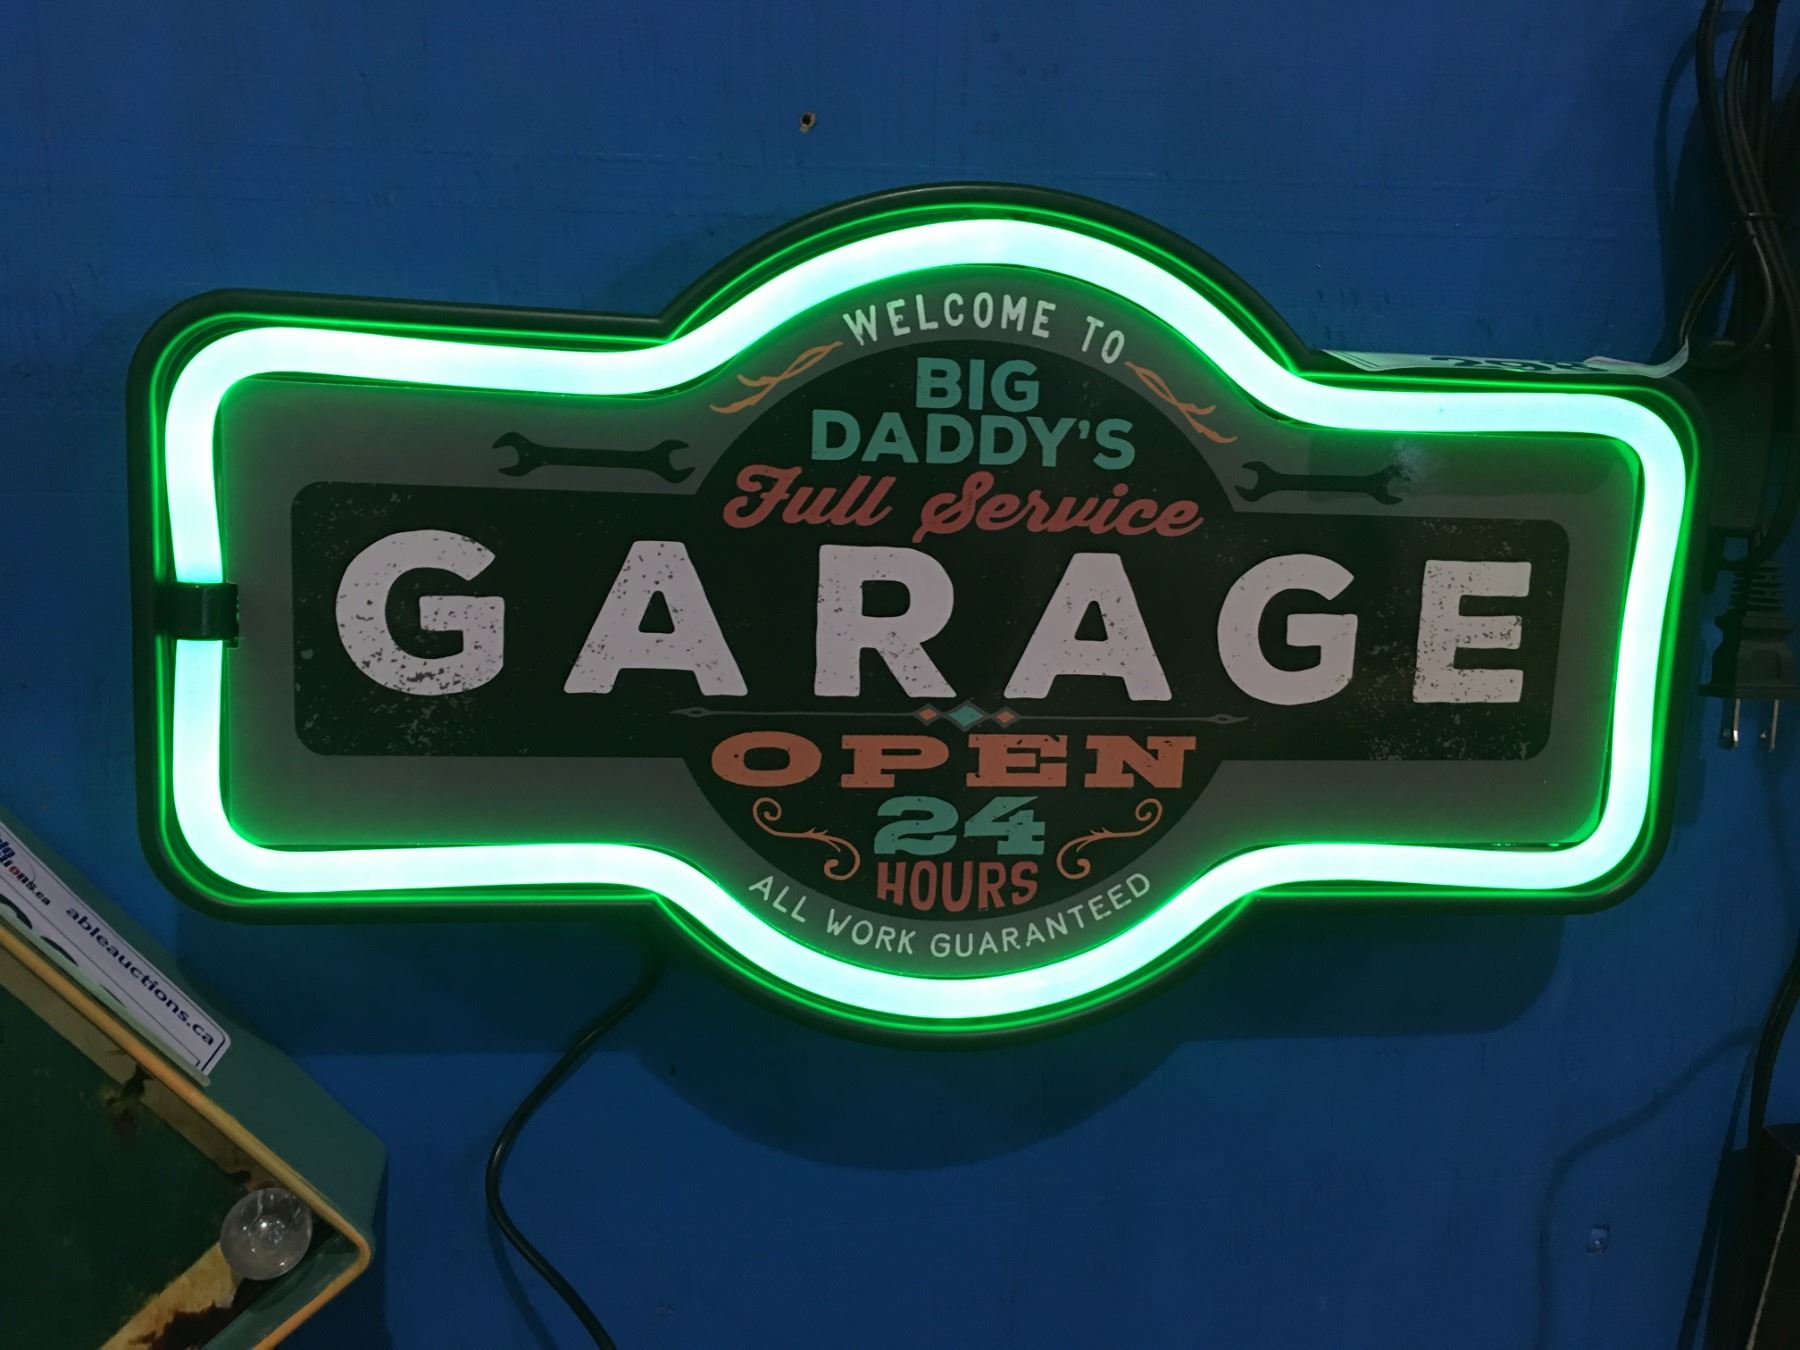 WELCOME TO
BIG
DADDY'S
Full Service
GARAGE
OPEN
24
HOURS
ALL WORK GUARANTEED
ableauctions.ca